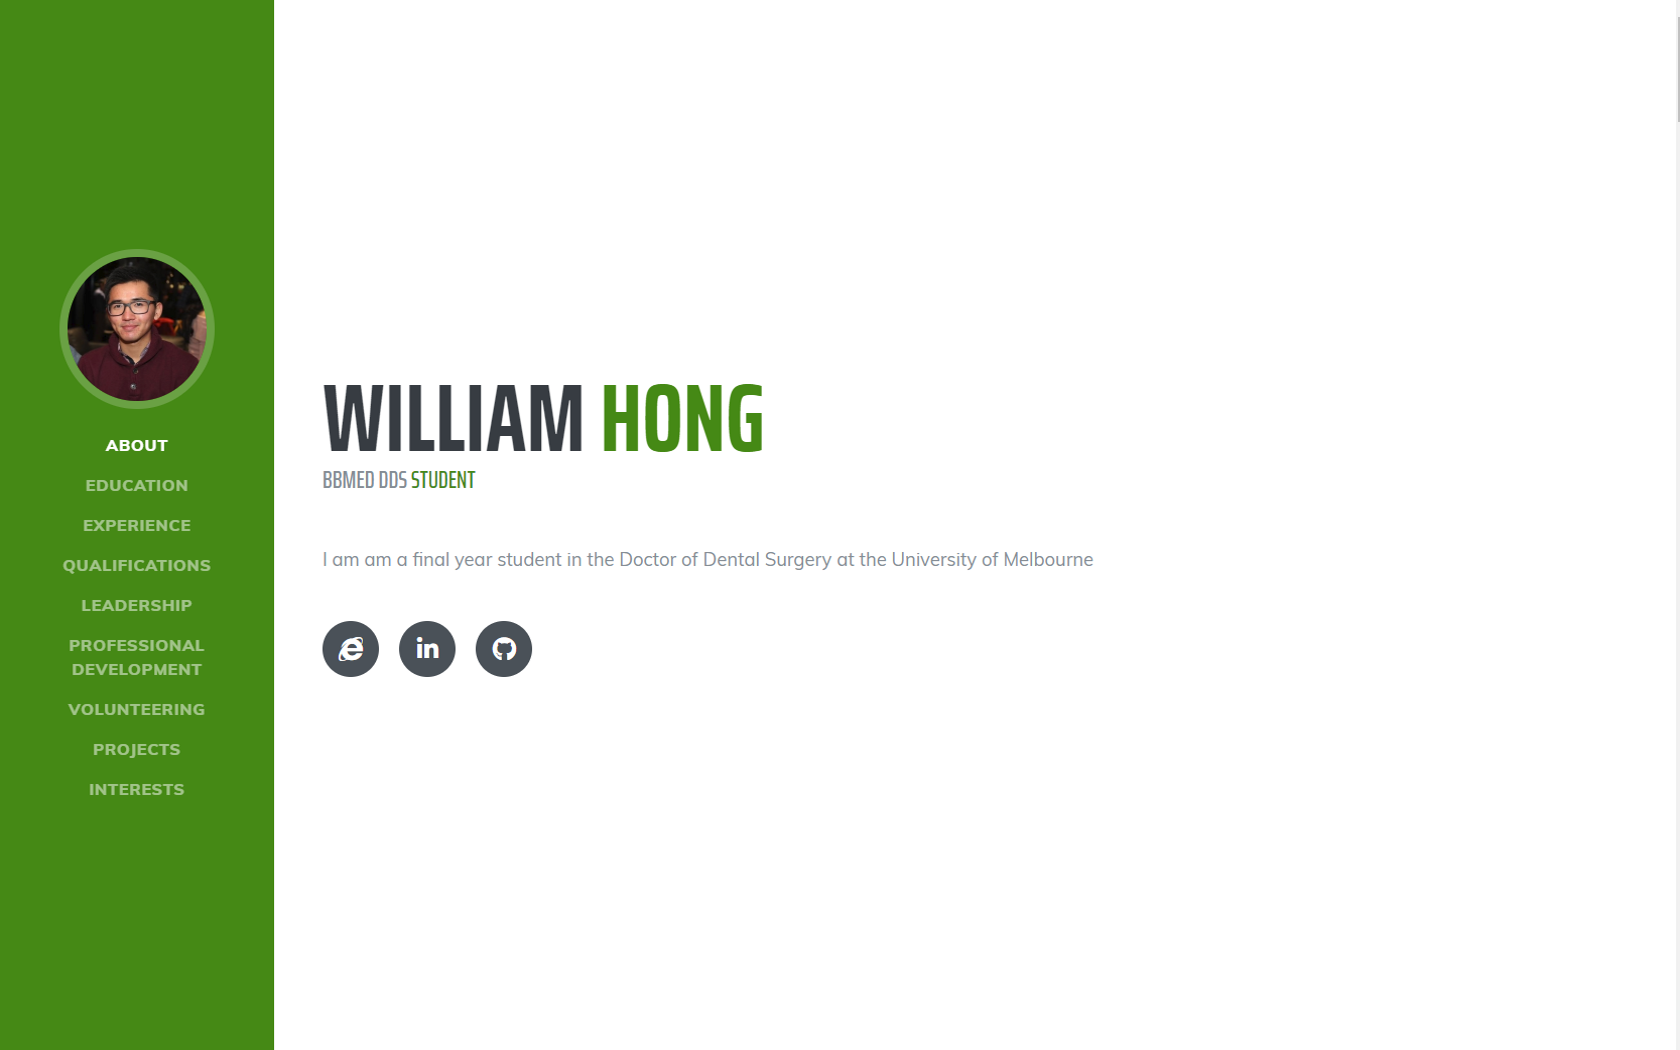 ABOUT
EDUCATION
EXPERIENCE
QUALIFICATIONS
LEADERSHIP
PROFESSIONAL
DEVELOPMENT
VOLUNTEERING
PROJECTS
INTERESTS
WILLIAM HONG
BBMED DDS STUDENT
I am am a final year student in the Doctor of Dental Surgery at the University of Melbourne